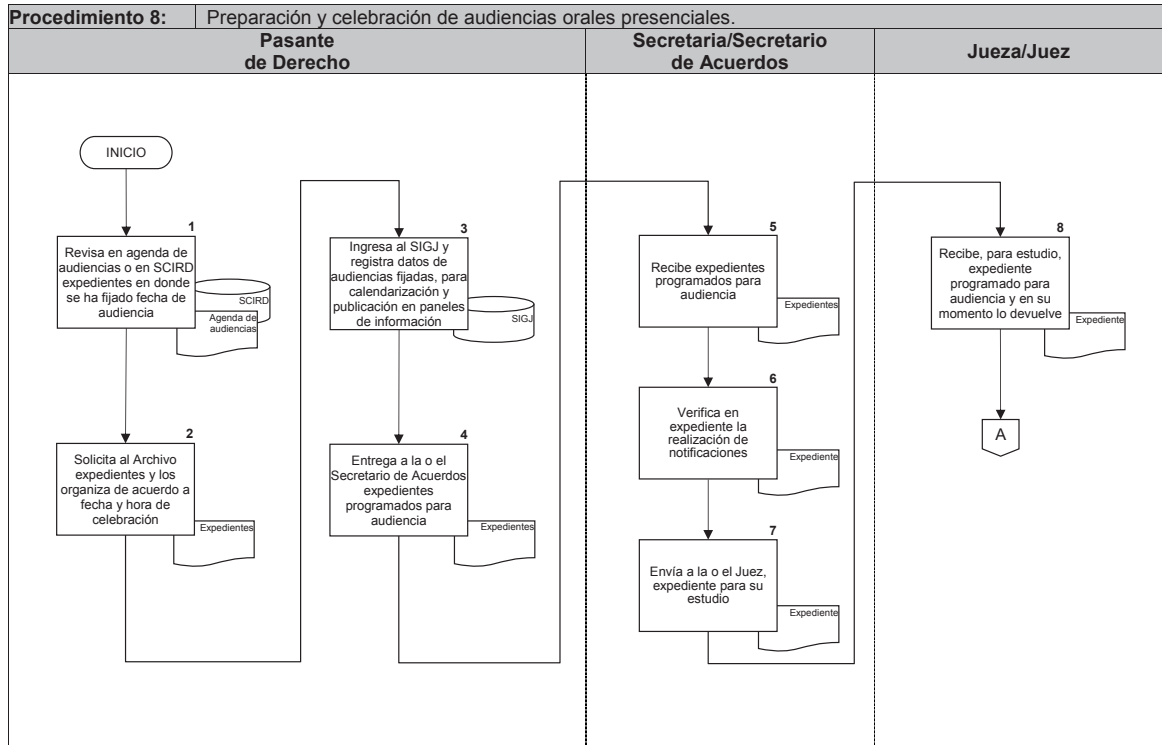 Procedimiento 8: Preparación y celebración de audiencias orales presenciales.
Pasante
de Derecho
Secretaria/Secretario
de Acuerdos
Jueza/Juez
INICIO
1
Revisa en agenda de
audiencias o en SCIRD
expedientes en donde
se ha fijado fecha de
audiencia
SCIRD
Agenda de
audiencias
2
Solicita al Archivo
expedientes y los
organiza de acuerdo a
fecha y hora de
celebración
Expedientes
3
Ingresa al SIGJ y
registra datos de
audiencias fijadas, para
calendarización y
publicación en paneles
de información
SIGJ
4
Entrega a la o el
Secretario de Acuerdos
expedientes
programados para
audiencia
Expedientes
5
Recibe expedientes
programados para
audiencia
Expedientes
6
Verifica en
expediente la
realización de
notificaciones
Expediente
7
Envía a la o el Juez,
expediente para su
estudio
Expediente
8
Recibe, para estudio,
expediente
programado para
audiencia y en su
momento lo devuelve
Expediente
A